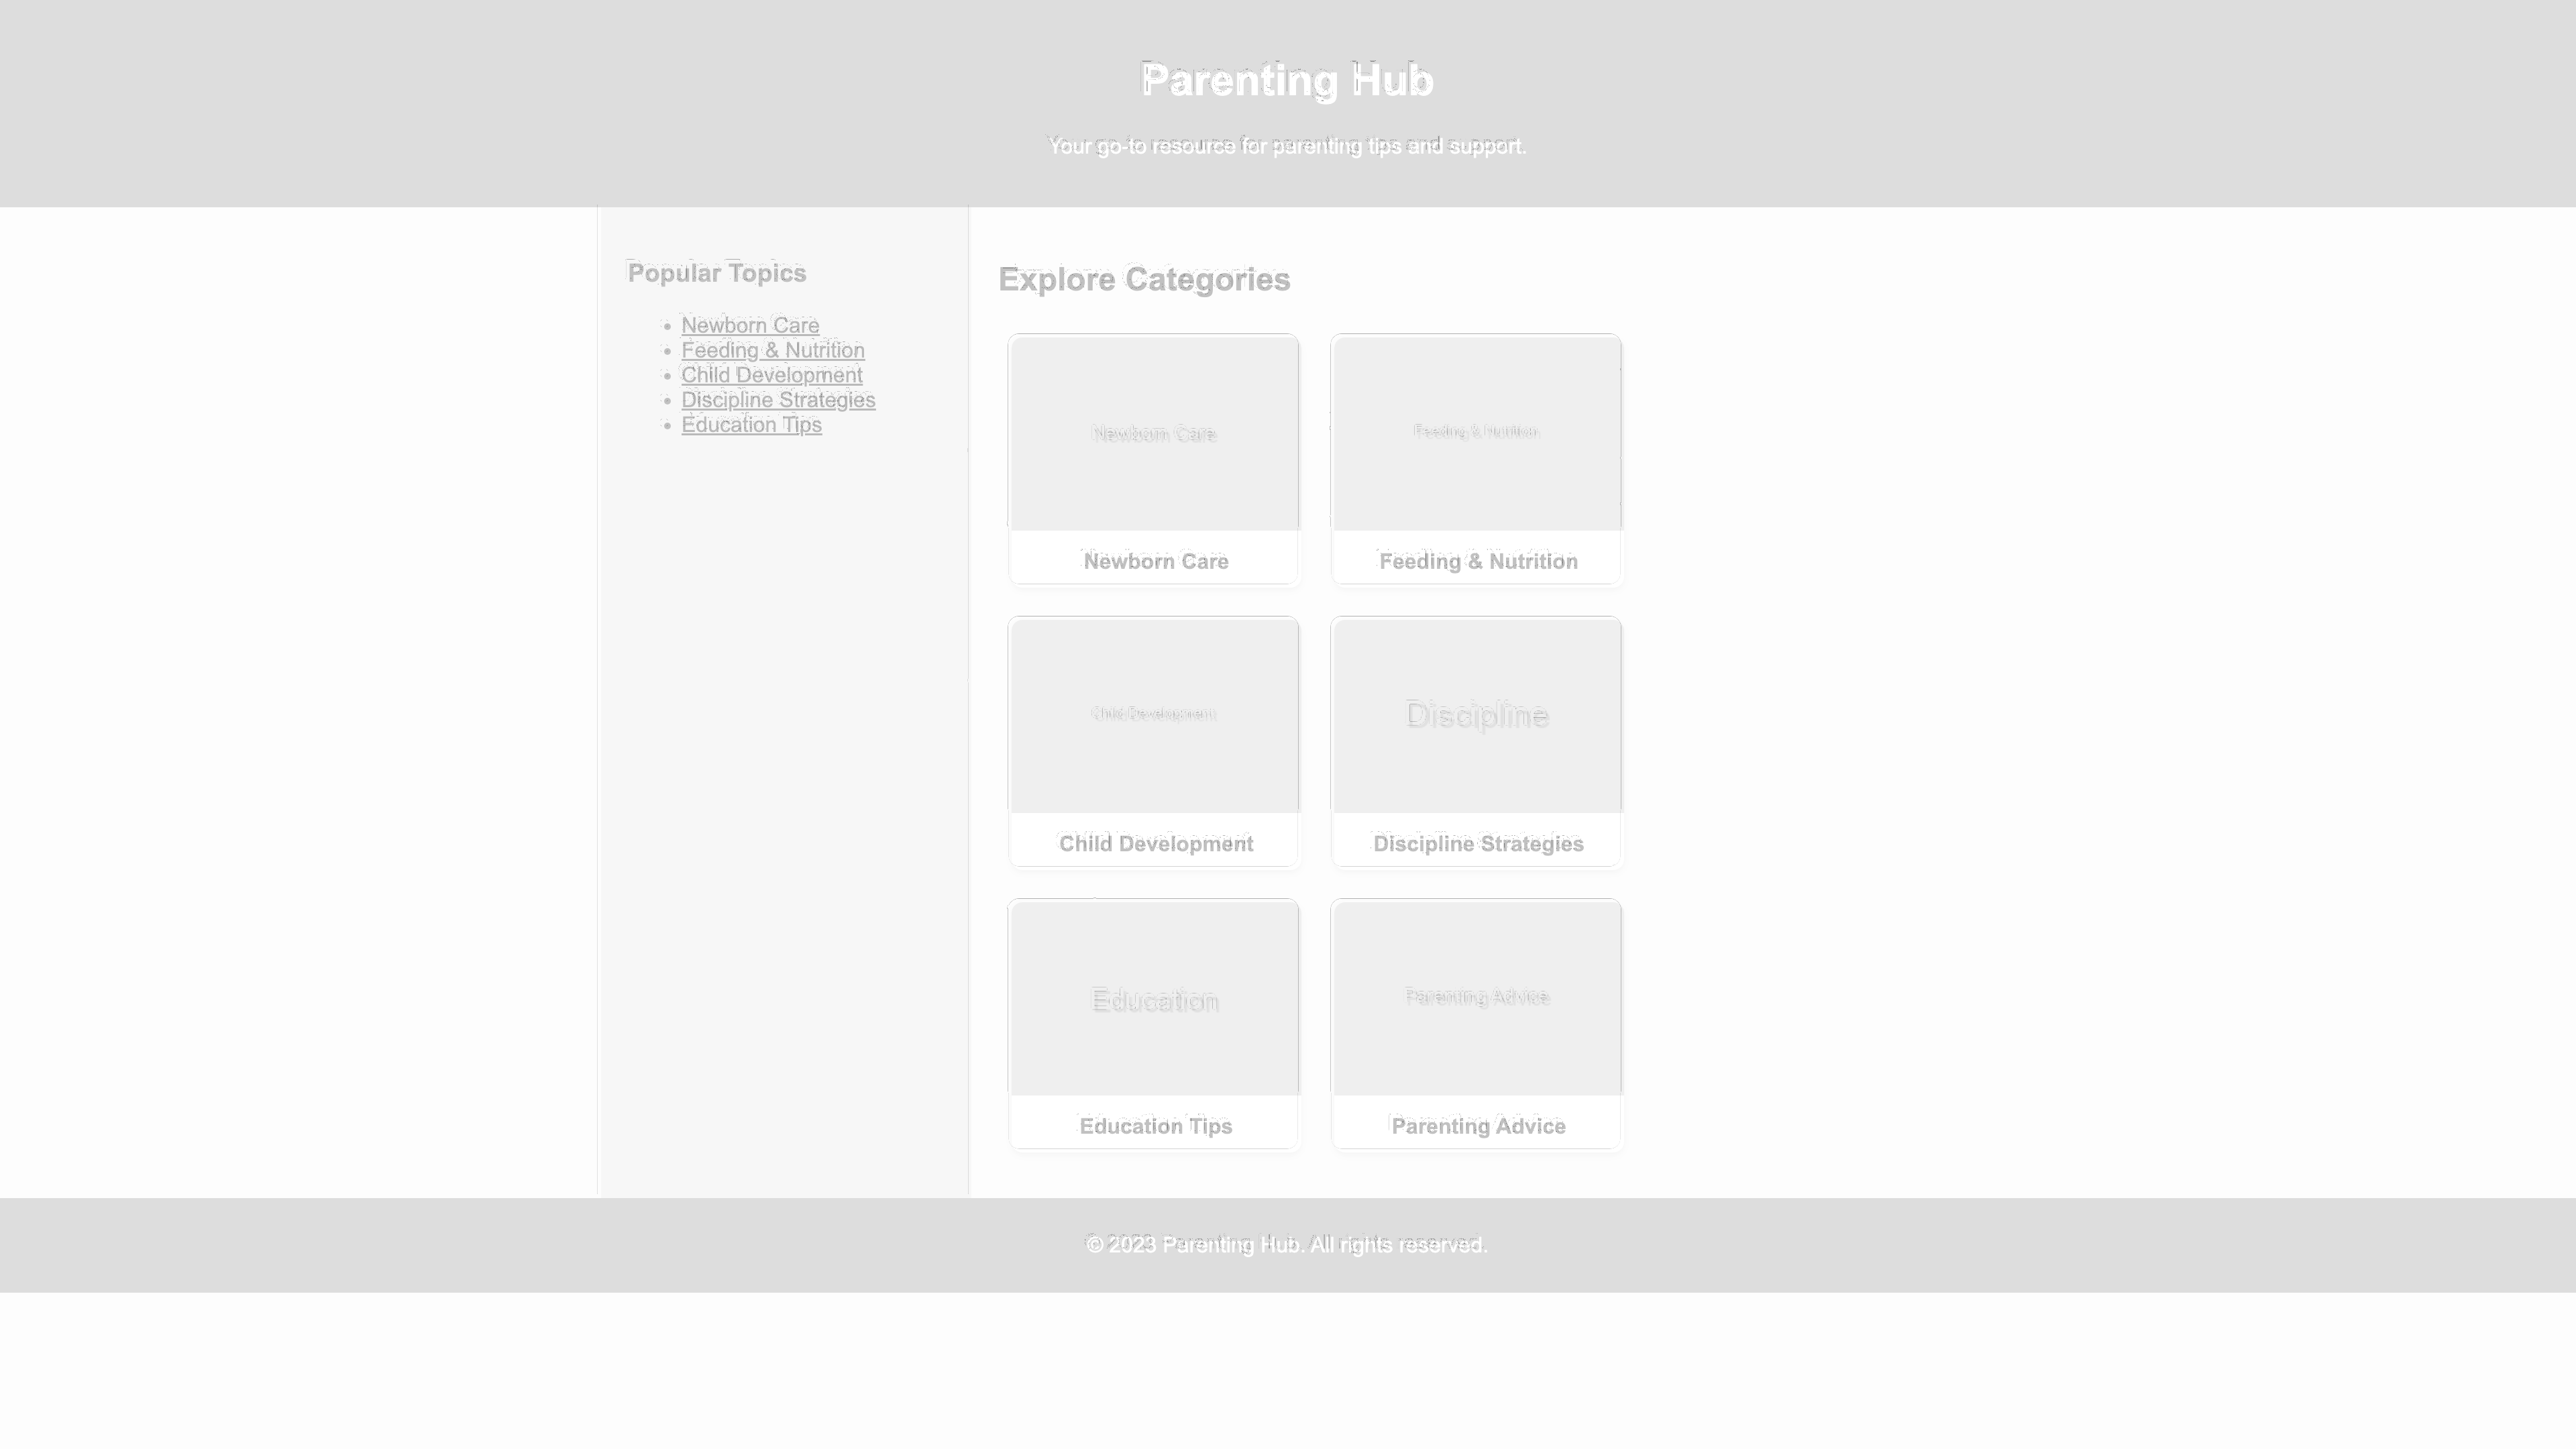 Parenting Hub
Your go-to resource for parenting tips and support.
Popular Topics
Newborn Care
Feeding & Nutrition
Child Development
Discipline Strategies
Education Tips
Explore Categories
Newborn Care
Feeding & Nutrition
Newborn Care
Feeding & Nutrition
Child Development
Discipline
Child Development
Discipline Strategies
Education
Parenting Advice
Education Tips
Parenting Advice
© 2023 Parenting Hub. All rights reserved.